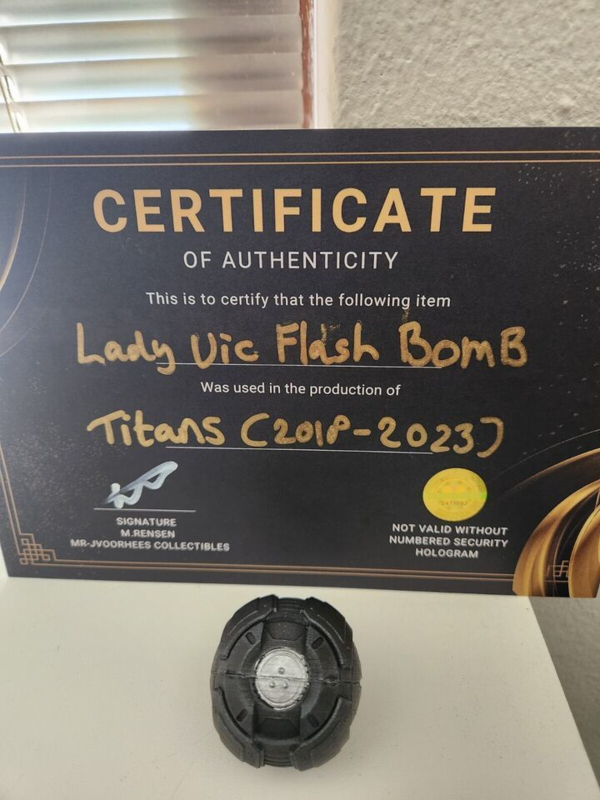 CERTIFICATE
OF AUTHENTICITY
This is to certify that the following item
Lady Vic Flash BomB
Was used in the production of
Titans (2018-2023)
SIGNATURE
M.RENSEN
MR-JVOORHEES COLLECTIBLES
NOT VALID WITHOUT
NUMBERED SECURITY
HOLOGRAM